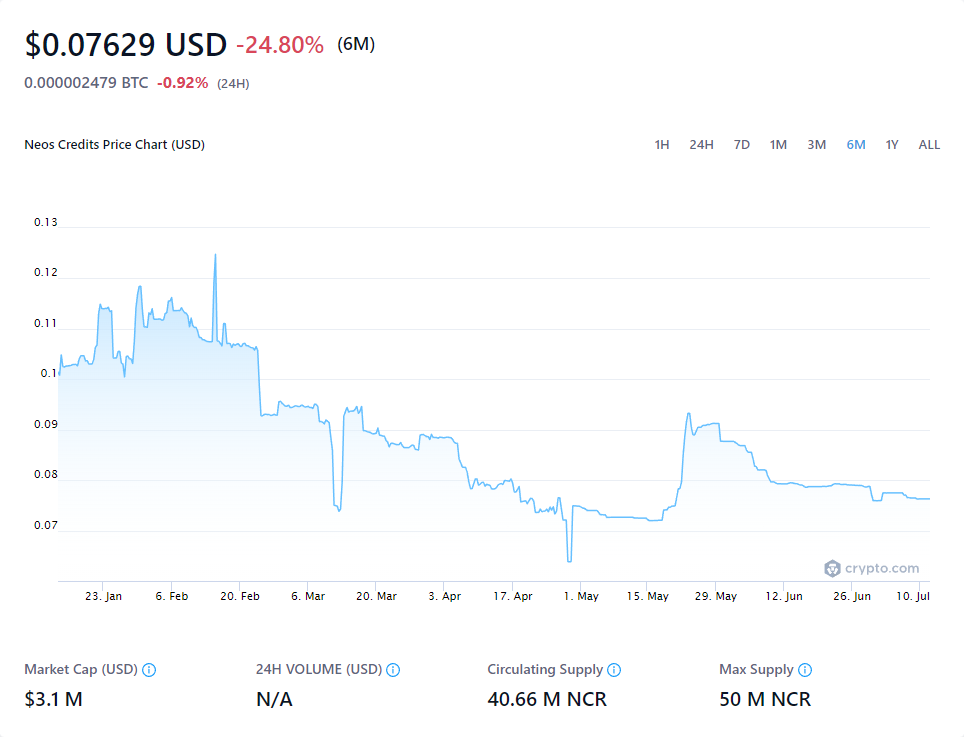 $0.07629 USD -24.80% (6M)
0.000002479 BTC -0.92% (24H)
Neos Credits Price Chart (USD) 1H 24H 7D 1M 3M 6M 1Y ALL
0.13
0.12
0.11
0.1
0.09
0.08
0.07
crypto.com
23. Jan 6. Feb 20. Feb 6. Mar 20. Mar 3. Apr 17. Apr 1. May 15. May 29. May 12. Jun 26. Jun 10. Jul
Market Cap (USD) 24H VOLUME (USD) Circulating Supply Max Supply
$3.1 M N/A 40.66 M NCR 50 M NCR